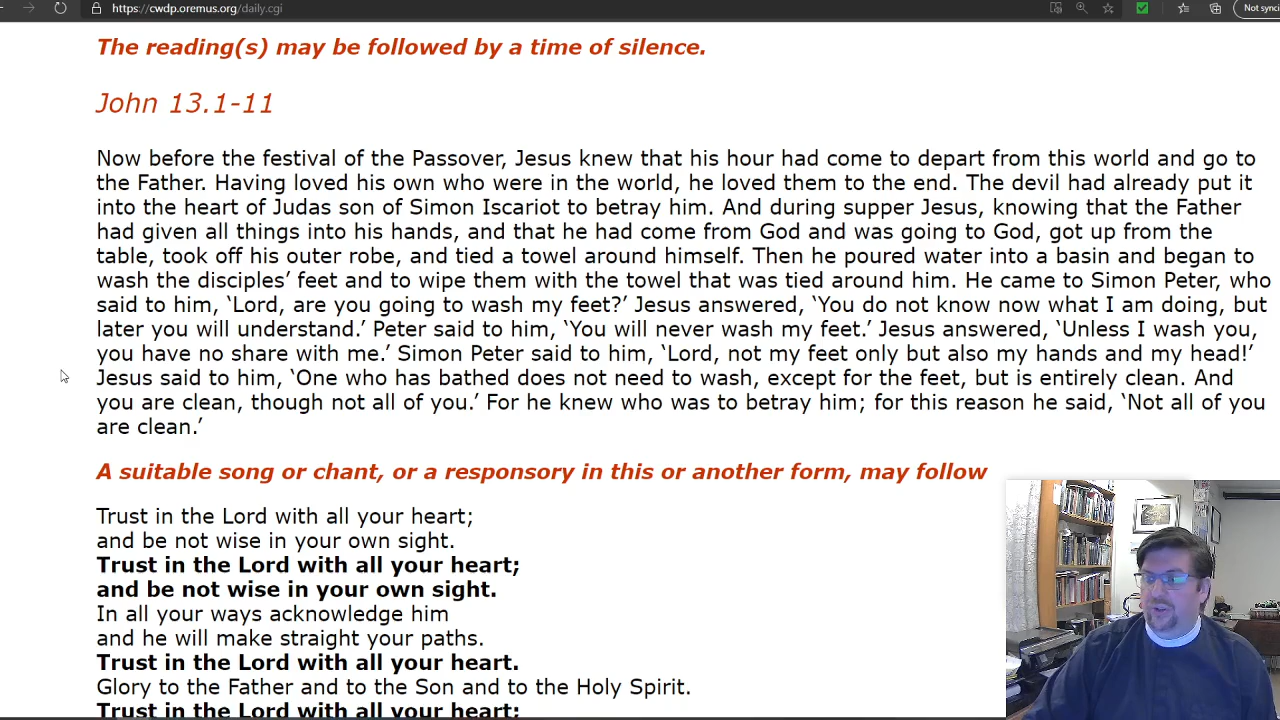 https://cwdp.oremus.org/daily.cgi
Not synci
The reading(s) may be followed by a time of silence.
John 13.1-11
Now before the festival of the Passover, Jesus knew that his hour had come to depart from this world and go to
the Father. Having loved his own who were in the world, he loved them to the end. The devil had already put it
into the heart of Judas son of Simon Iscariot to betray him. And during supper Jesus, knowing that the Father
had given all things into his hands, and that he had come from God and was going to God, got up from the
table, took off his outer robe, and tied a towel around himself. Then he poured water into a basin and began to
wash the disciples’ feet and to wipe them with the towel that was tied around him. He came to Simon Peter, who
said to him, ‘Lord, are you going to wash my feet?’ Jesus answered, ‘You do not know now what I am doing, but
later you will understand.’ Peter said to him, ‘You will never wash my feet.’ Jesus answered, ‘Unless I wash you,
you have no share with me.’ Simon Peter said to him, ‘Lord, not my feet only but also my hands and my head!’
Jesus said to him, ‘One who has bathed does not need to wash, except for the feet, but is entirely clean. And
you are clean, though not all of you.’ For he knew who was to betray him; for this reason he said, ‘Not all of you
are clean.’
A suitable song or chant, or a responsory in this or another form, may follow
Trust in the Lord with all your heart;
and be not wise in your own sight.
Trust in the Lord with all your heart;
and be not wise in your own sight.
In all your ways acknowledge him
and he will make straight your paths.
Trust in the Lord with all your heart.
Glory to the Father and to the Son and to the Holy Spirit.
Trust in the Lord with all your heart;